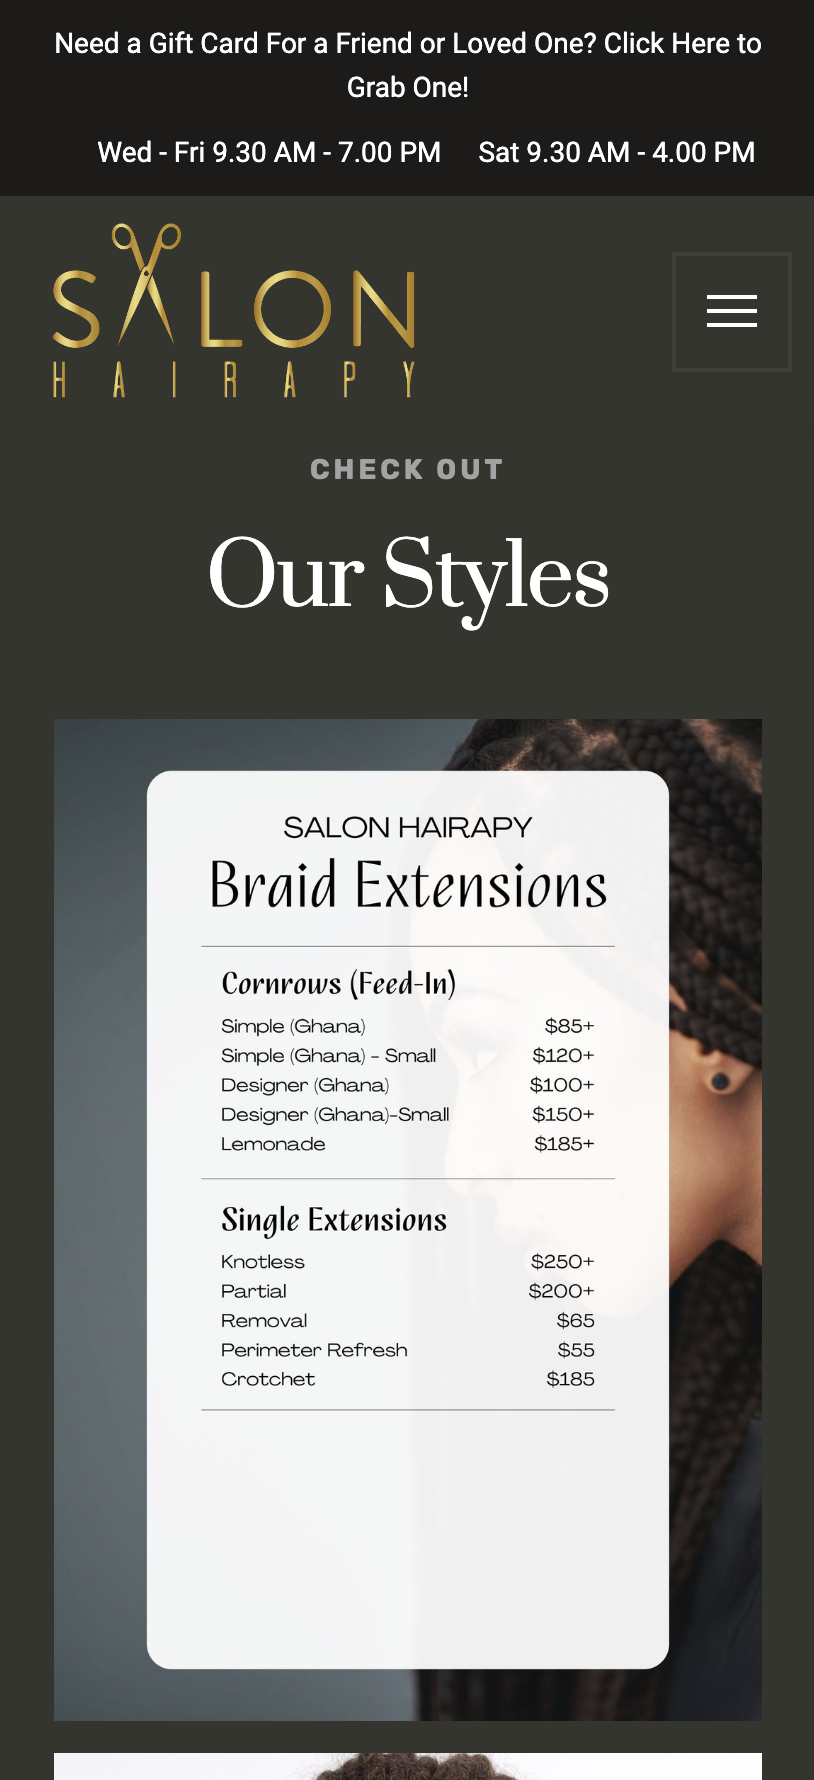 Need a Gift Card For a Friend or Loved One? Click Here to
Grab One!
Wed - Fri 9.30 AM - 7.00 PM Sat 9.30 AM - 4.00 PM
SALON
HAIRAPY
CHECK OUT
Our Styles
SALON HAIRAPY
Braid Extensions
Cornrows (Feed-In)
Simple (Ghana) $85+
Simple (Ghana) - Small $120+
Designer (Ghana) $100+
Designer (Ghana)-Small $150+
Lemonade $185+
Single Extensions
Knotless $250+
Partial $200+
Removal $65
Perimeter Refresh $55
Crotchet $185